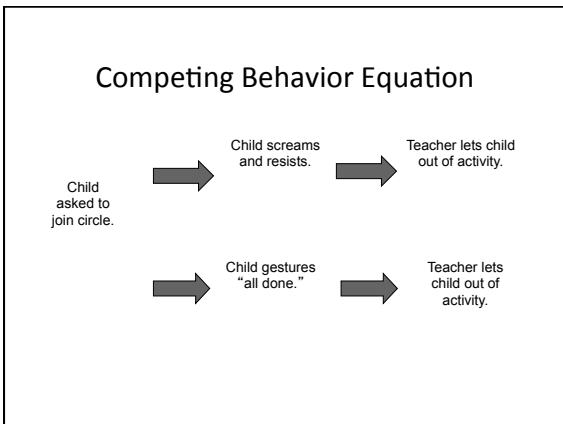 Competing Behavior Equation
Child
asked to
join circle.
Child screams
and resists.
Teacher lets child
out of activity.
Child gestures
“all done.”
Teacher lets
child out of
activity.